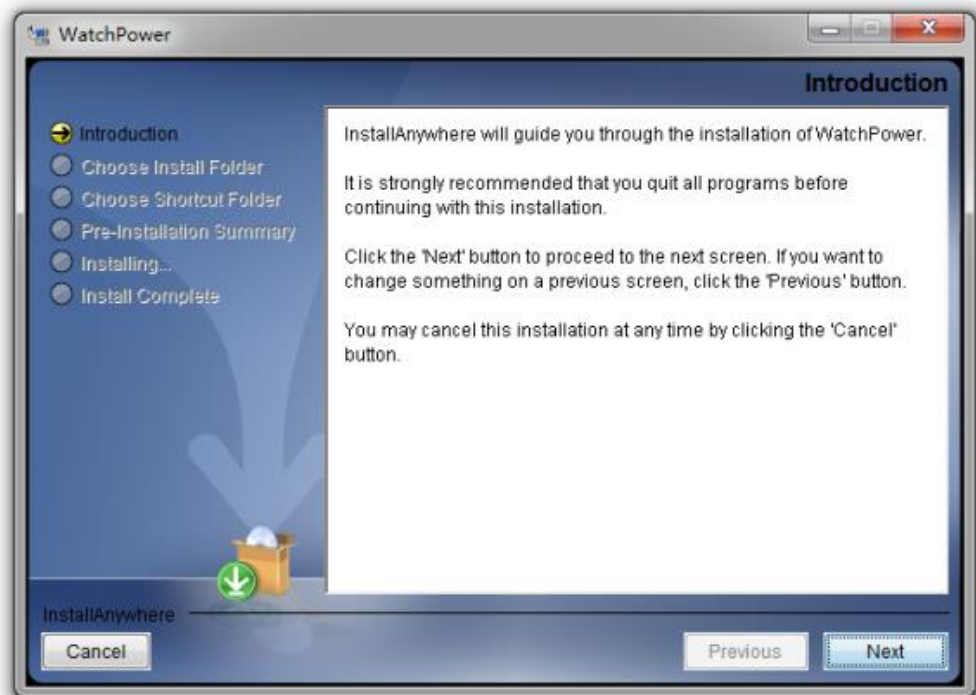 WatchPower
Introduction
Introduction
Choose Install Folder
Choose Shortcut Folder
Pre-Installation Summary
Installing...
Install Complete
InstallAnywhere will guide you through the installation of WatchPower.
It is strongly recommended that you quit all programs before
continuing with this installation.
Click the 'Next' button to proceed to the next screen. If you want to
change something on a previous screen, click the 'Previous' button.
You may cancel this installation at any time by clicking the 'Cancel'
button.
InstallAnywhere
Cancel
Previous
Next